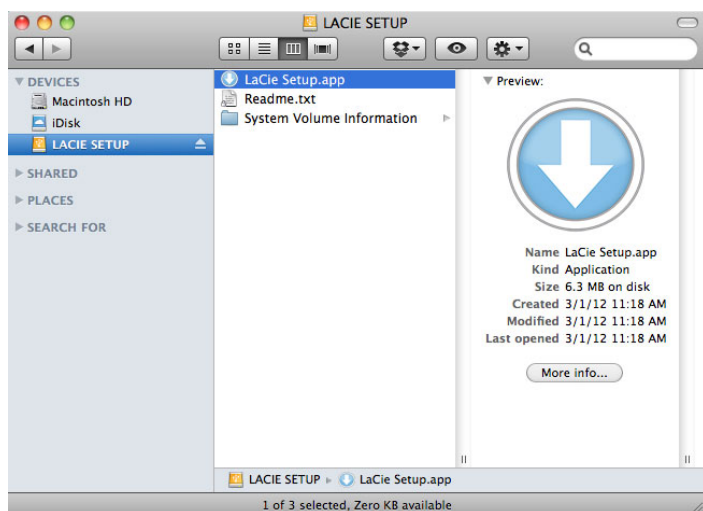 LACIE SETUP
DEVICES
Macintosh HD
iDisk
LACIE SETUP
SHARED
PLACES
SEARCH FOR
LaCie Setup.app
Readme.txt
System Volume Information
Preview:
Name LaCie Setup.app
Kind Application
Size 6.3 MB on disk
Created 3/1/12 11:18 AM
Modified 3/1/12 11:18 AM
Last opened 3/1/12 11:18 AM
More info...
LACIE SETUP ▸ LaCie Setup.app
1 of 3 selected, Zero KB available